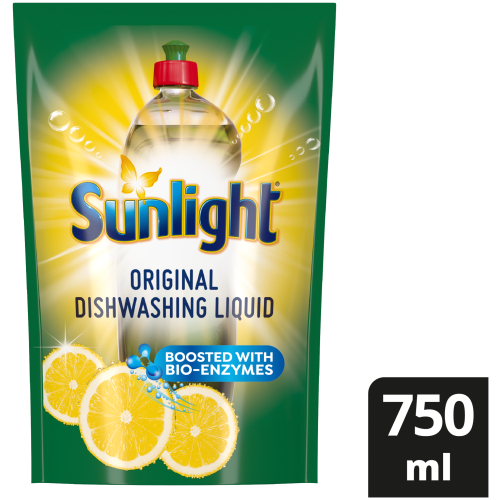 Sunlight
ORIGINAL
DISHWASHING LIQUID
BOOSTED WITH
BIO-ENZYMES
750
ml